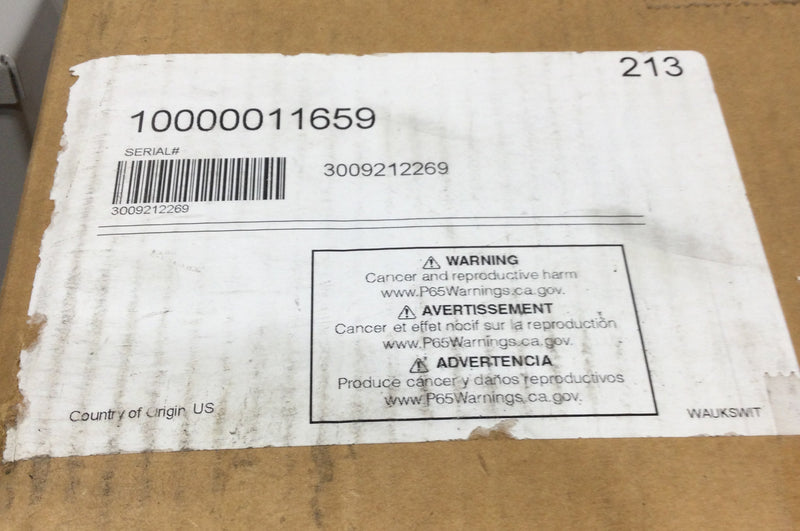 213
10000011659
SERIAL#
3009212269
3009212269
⚠ WARNING
Cancer and reproductive harm
www.P65Warnings.ca.gov.
⚠ AVERTISSEMENT
Cancer et effet nocif sur la reproduction
www.P65Warnings.ca.gov.
⚠ ADVERTENCIA
Produce cáncer y daños reproductivos
www.P65Warnings.ca.gov.
Country of Origin US
WAUKSWIT